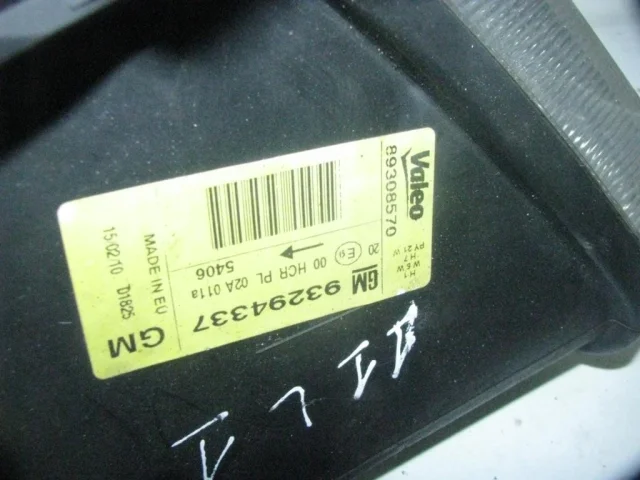 Valeo
89308570
H1
H7
W5W
PY21W
20 E9 00 HCR PL 02A 011a
5406
GM 93294337
MADE IN EU
15/02/10 D1825
GM